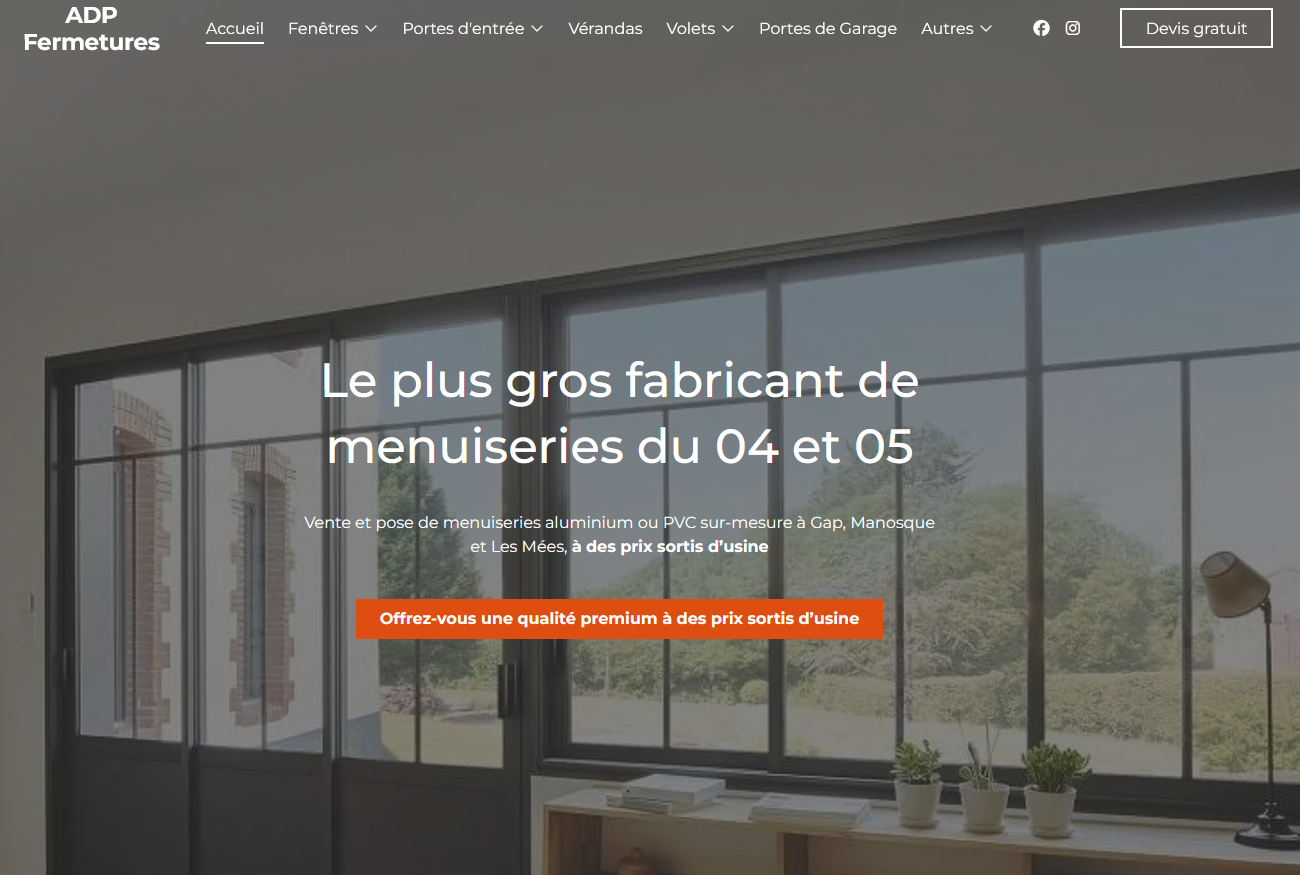 ADP
Fermetures
Accueil
Fenêtres
Portes d'entrée
Vérandas
Volets
Portes de Garage
Autres
Devis gratuit
Le plus gros fabricant de
menuiseries du 04 et 05
Vente et pose de menuiseries aluminium ou PVC sur-mesure à Gap, Manosque
et Les Mées, à des prix sortis d’usine
Offrez-vous une qualité premium à des prix sortis d’usine